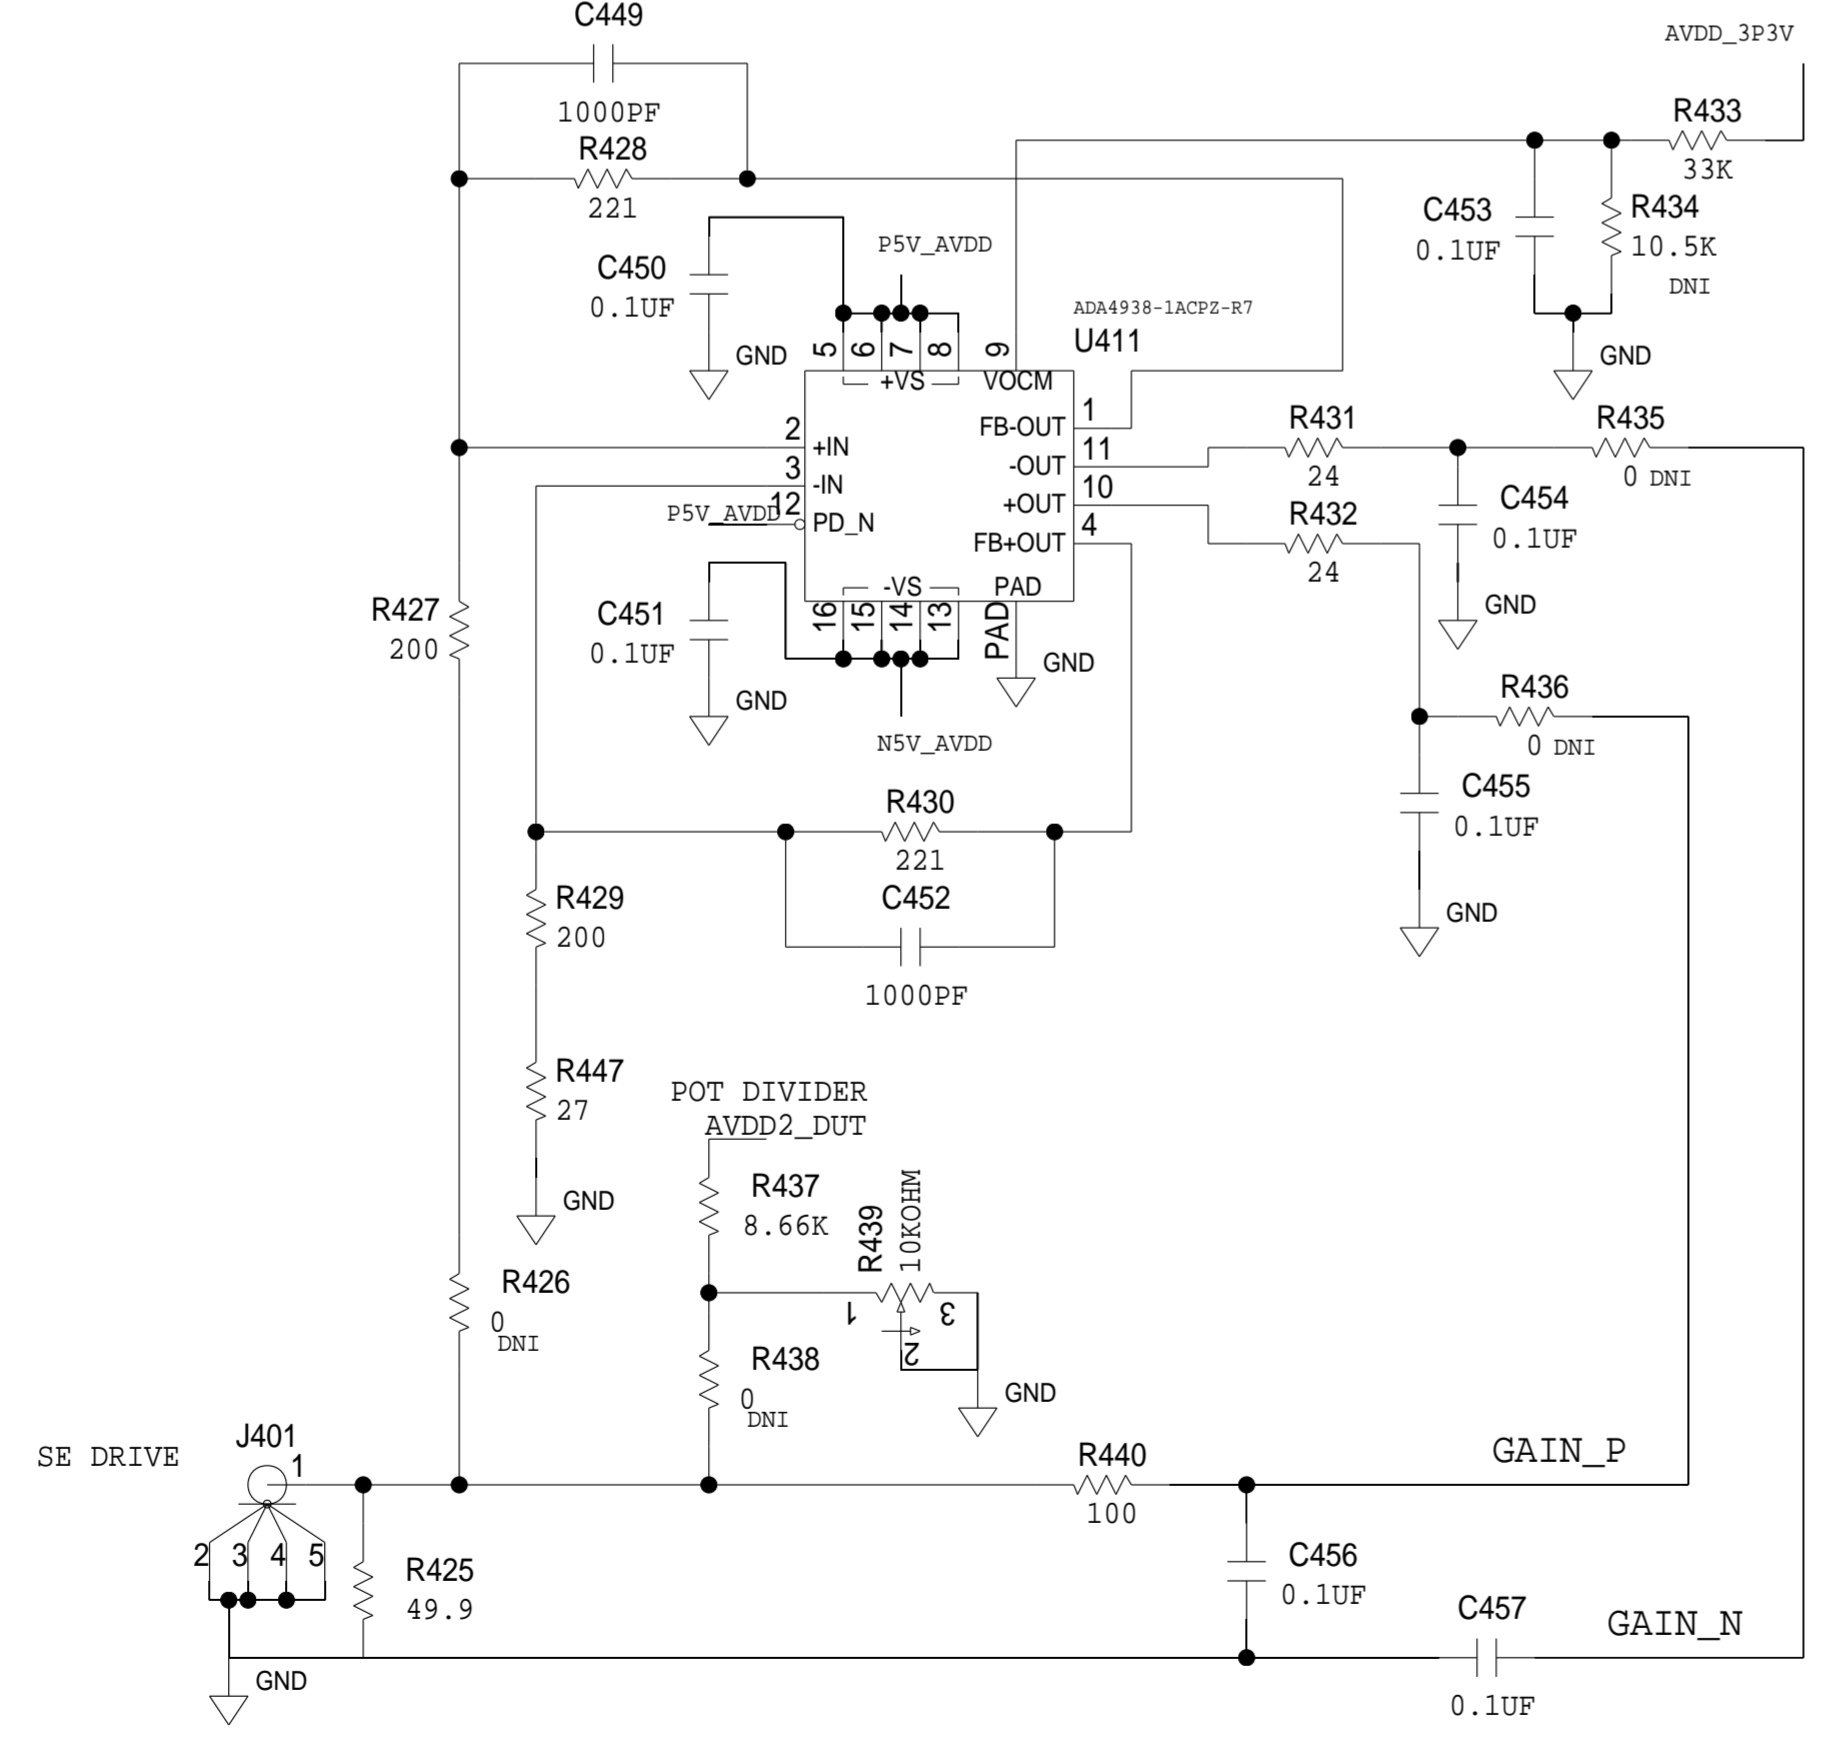 C449
1000PF
R428
221
AVDD_3P3V
R433
33K
C453
0.1UF
R434
10.5K
DNI
GND
C450
0.1UF
GND
P5V_AVDD
ADA4938-1ACPZ-R7
U411
5 6 7 8 9
+VS VOCM
2 +IN
3 -IN
12 PD_N
P5V_AVDD
FB-OUT 1
-OUT 11
+OUT 10
FB+OUT 4
-VS PAD
16 15 14 13 PAD
GND
N5V_AVDD
C451
0.1UF
GND
R431
24
R432
24
R435
0 DNI
C454
0.1UF
GND
R436
0 DNI
C455
0.1UF
GND
R427
200
R430
221
C452
1000PF
R429
200
R447
27
GND
POT DIVIDER
AVDD2_DUT
R437
8.66K
R439
10KOHM
1 2 3
GND
R438
0
DNI
R426
0
DNI
SE DRIVE
J401
1
2 3 4 5
R425
49.9
GND
R440
100
GAIN_P
C456
0.1UF
C457
0.1UF
GAIN_N